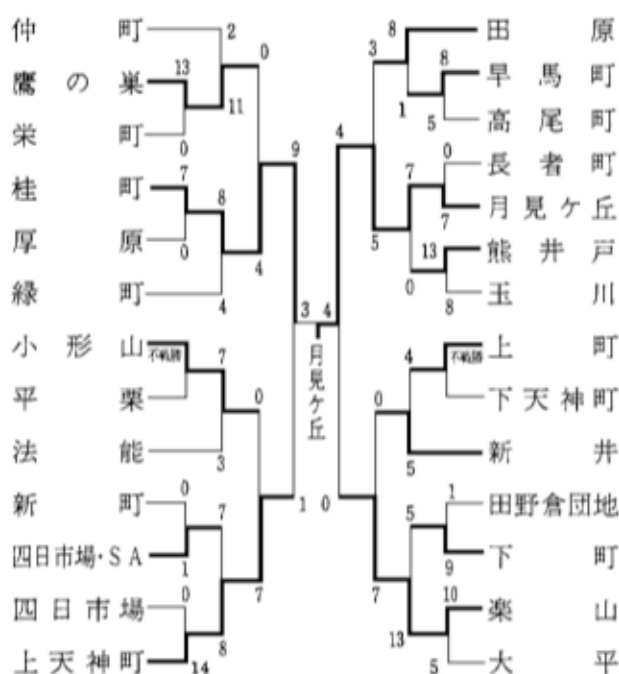 仲町
2
0
13
鷹の巣
11
栄町
0
9
7
桂町
8
厚原
0
4
緑町
4
3
小形山
不戦勝
7
平栗
0
法能
3
1
0
新町
7
四日市場・SA
1
7
0
四日市場
8
上天神町
14
月見ケ丘
8
田原
3
8
早馬町
1
5
高尾町
4
0
長者町
7
月見ケ丘
7
5
13
熊井戸
0
8
玉川
4
上町
不戦勝
4
下天神町
0
新井
5
1
田野倉団地
5
0
下町
9
7
10
楽山
13
5
大平